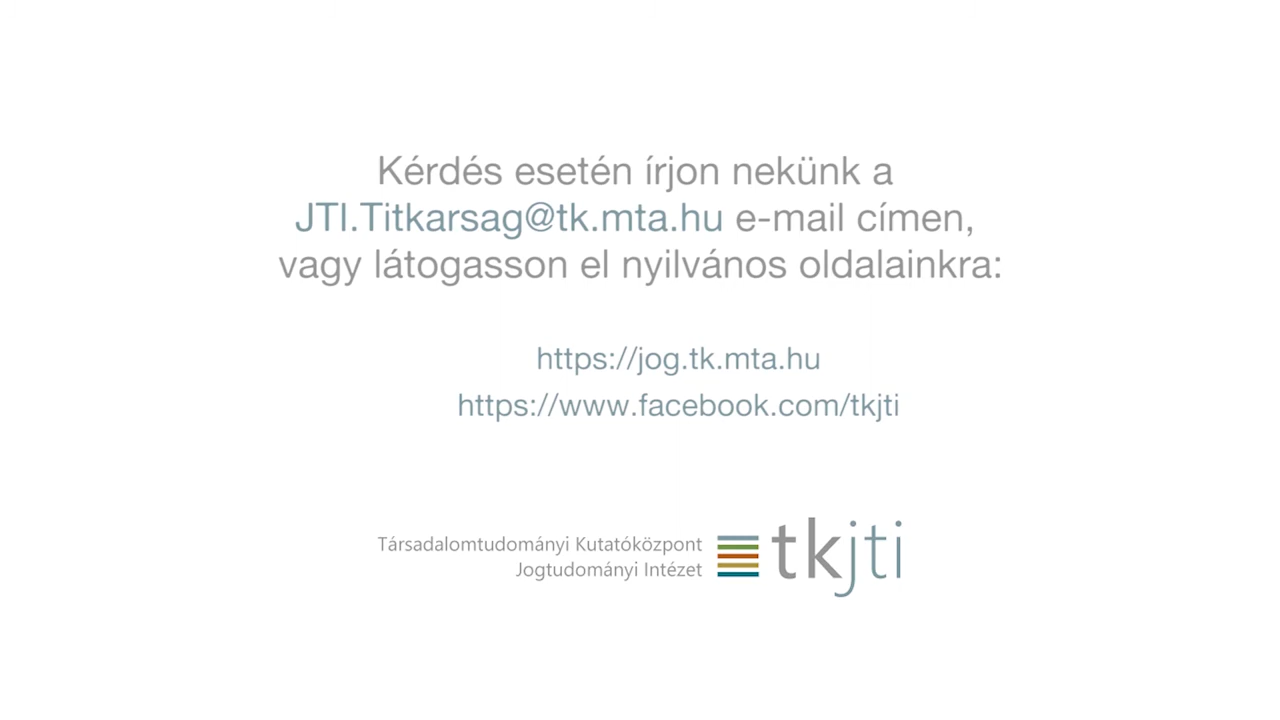 Kérdés esetén írjon nekünk a
JTI.Titkarsag@tk.mta.hu e-mail címen,
vagy látogasson el nyilvános oldalainkra:
https://jog.tk.mta.hu
https://www.facebook.com/tkjti
Társadalomtudományi Kutatóközpont
Jogtudományi Intézet
tkjti